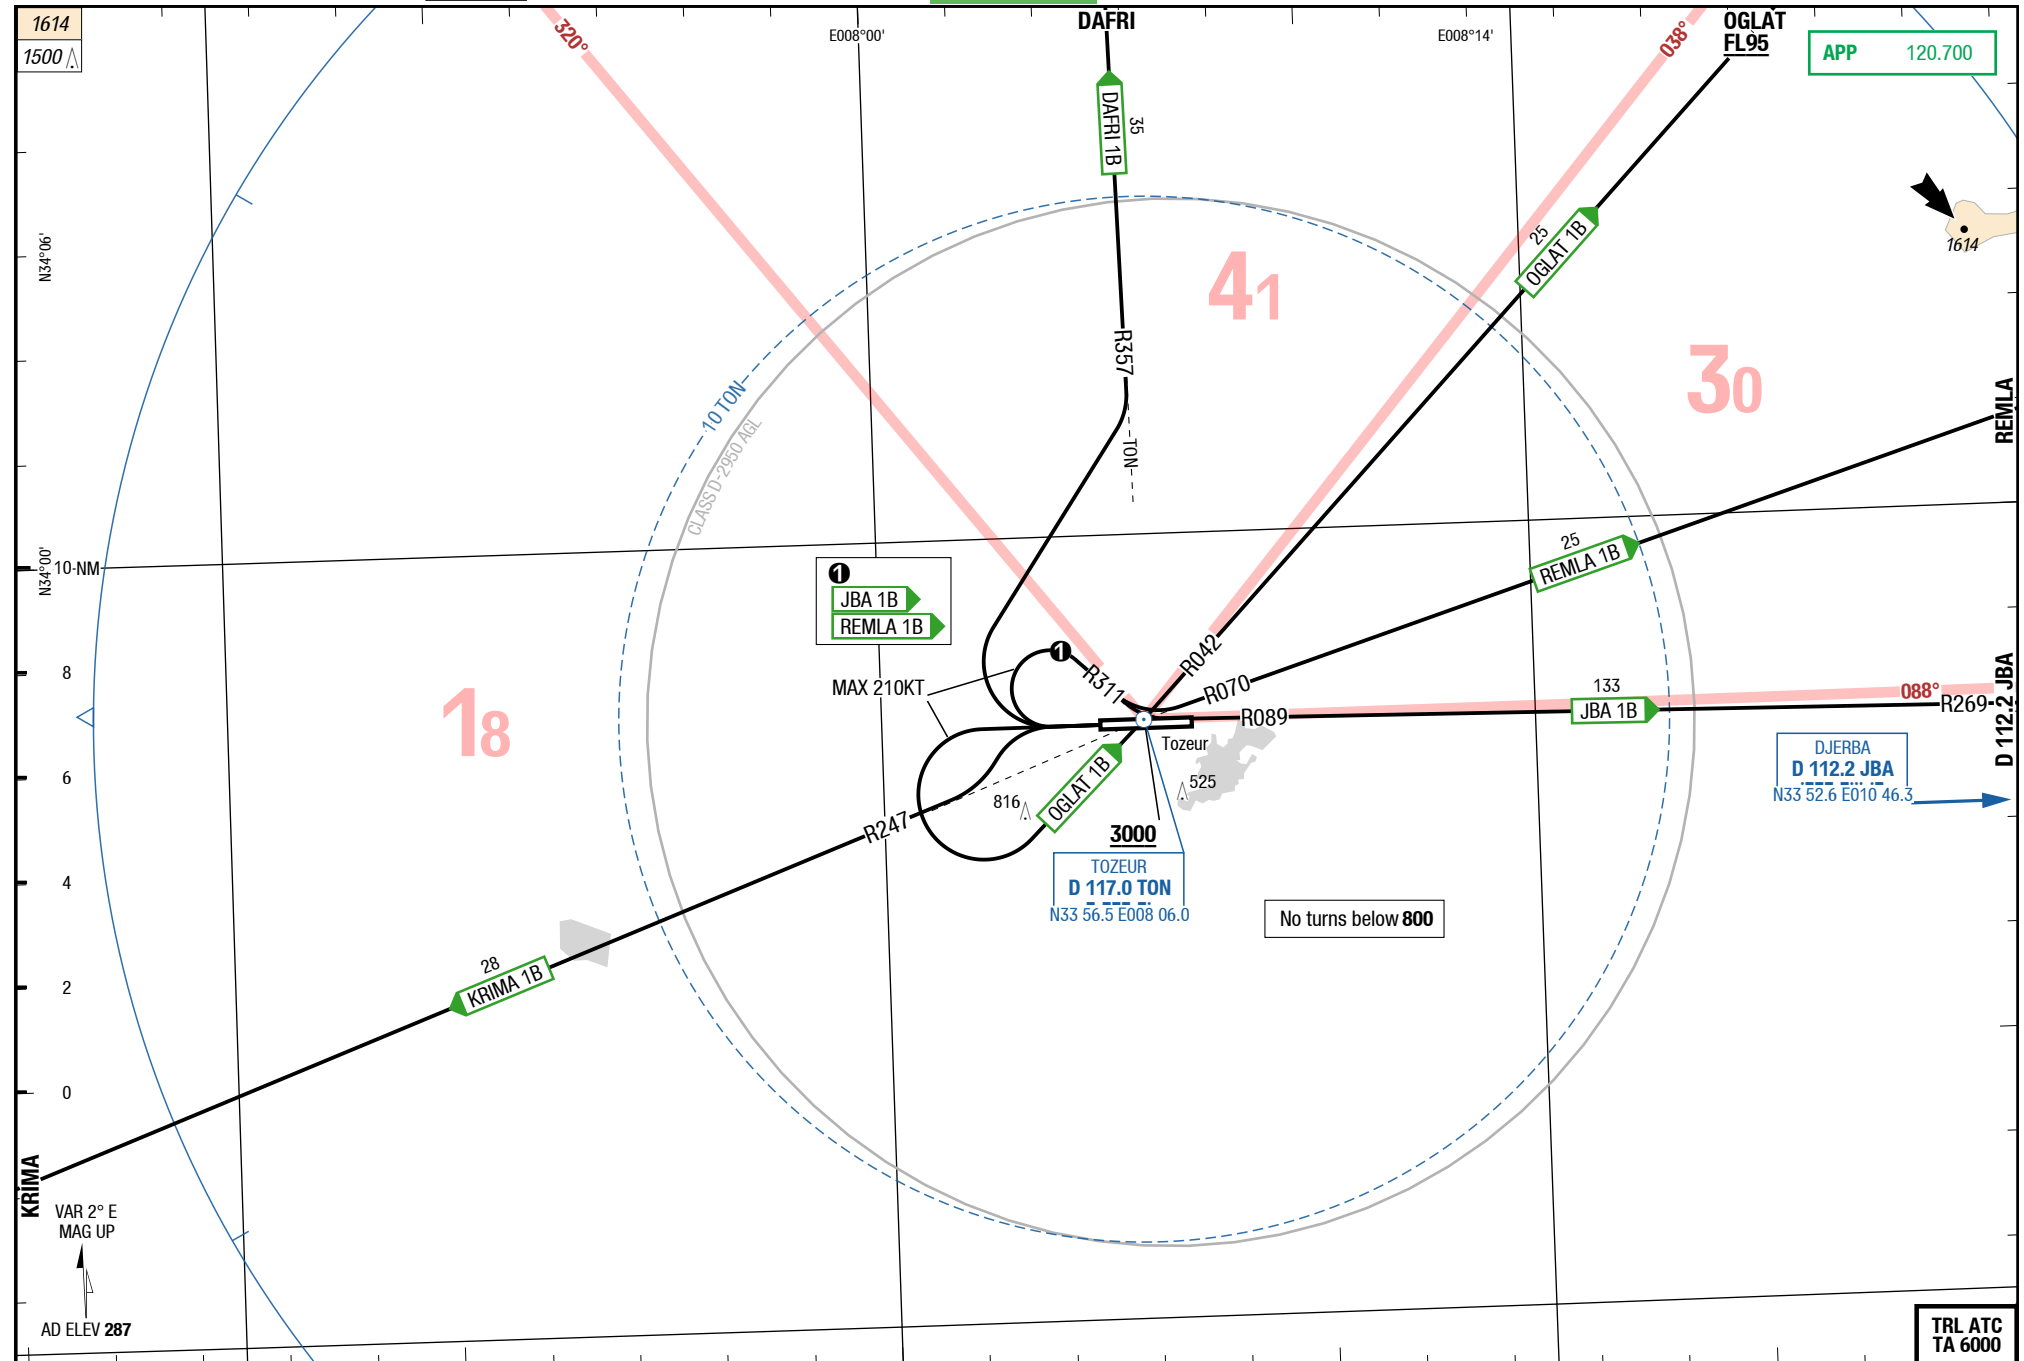 1614
1500
320°
E008°00'
DAFRI
E008°14'
038°
OGLAT
FL95
APP 120.700
DAFRI 1B
35
N34°06'
41
25
OGLAT 1B
1614
R357
30
10 TON
CLASS D-2950 AGL
TON
REMLA
N34°00'
10 NM
1
JBA 1B
REMLA 1B
25
REMLA 1B
1
8
MAX 210KT
R311
R042
R070
133
088°
18
R089
JBA 1B
R269
D 112.2 JBA
Tozeur
DJERBA
D 112.2 JBA
N33 52.6 E010 46.3
6
OGLAT 1B
816
525
R247
3000
TOZEUR
D 117.0 TON
N33 56.5 E008 06.0
4
No turns below 800
28
KRIMA 1B
2
0
KRIMA
VAR 2° E
MAG UP
AD ELEV 287
TRL ATC
TA 6000